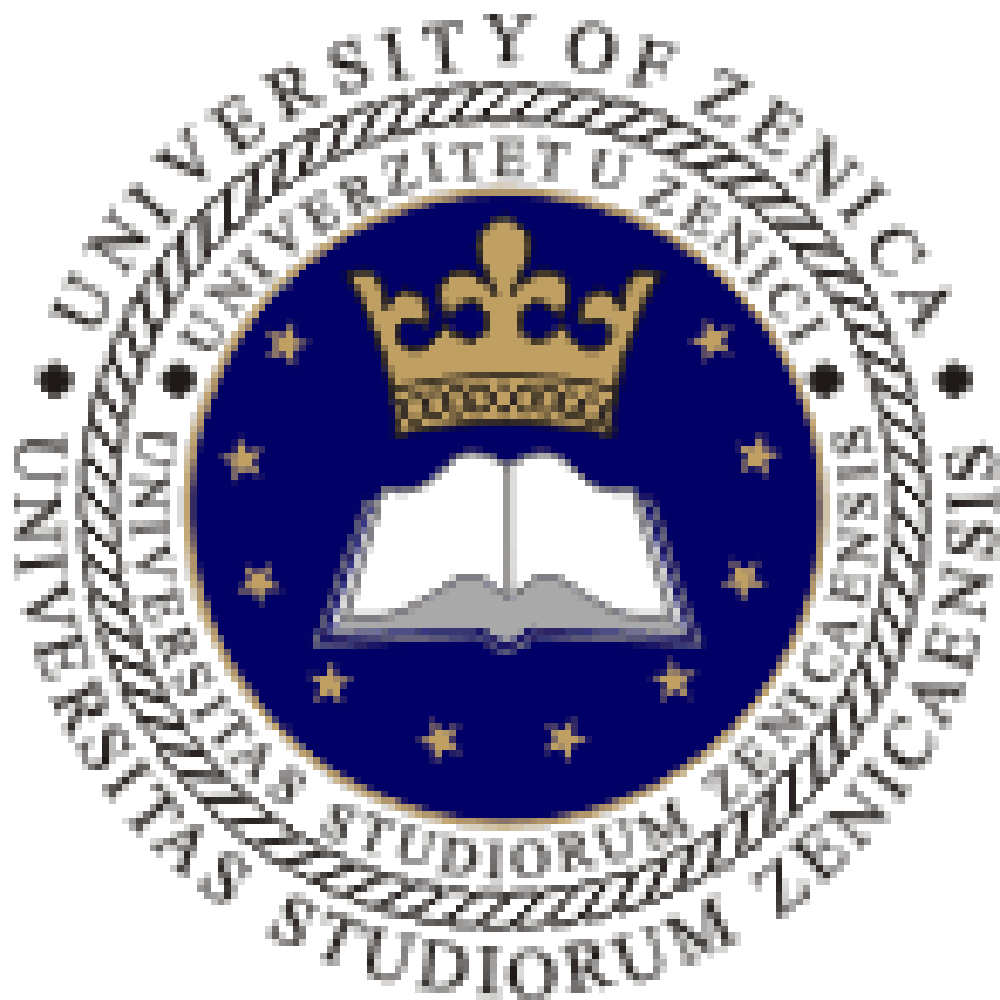 UNIVERSITY OF ZENICA
UNIVERSITAS STUDIORUM ZENICAENSIS
UNIVERZITET U ZENICI
UNIVERSITAS STUDIORUM ZENICAENSIS